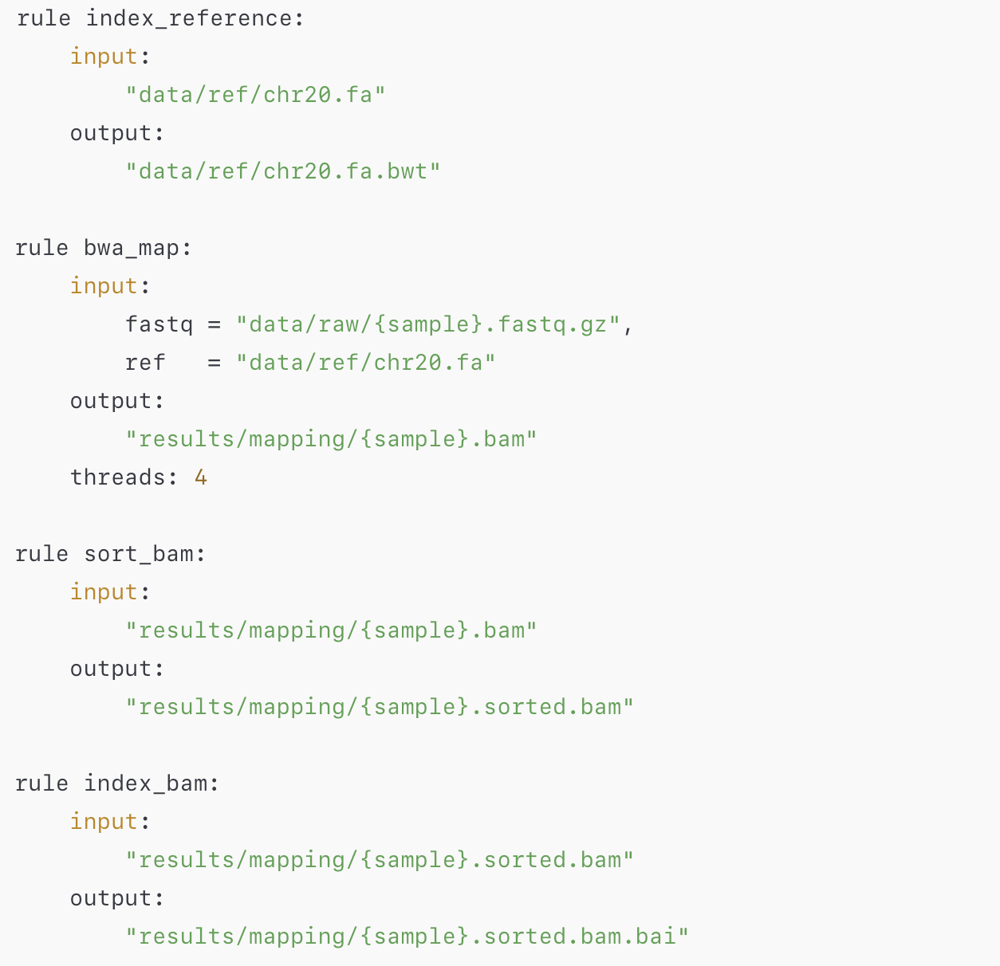 rule index_reference:
    input:
        "data/ref/chr20.fa"
    output:
        "data/ref/chr20.fa.bwt"

rule bwa_map:
    input:
        fastq = "data/raw/{sample}.fastq.gz",
        ref   = "data/ref/chr20.fa"
    output:
        "results/mapping/{sample}.bam"
    threads: 4

rule sort_bam:
    input:
        "results/mapping/{sample}.bam"
    output:
        "results/mapping/{sample}.sorted.bam"

rule index_bam:
    input:
        "results/mapping/{sample}.sorted.bam"
    output:
        "results/mapping/{sample}.sorted.bam.bai"